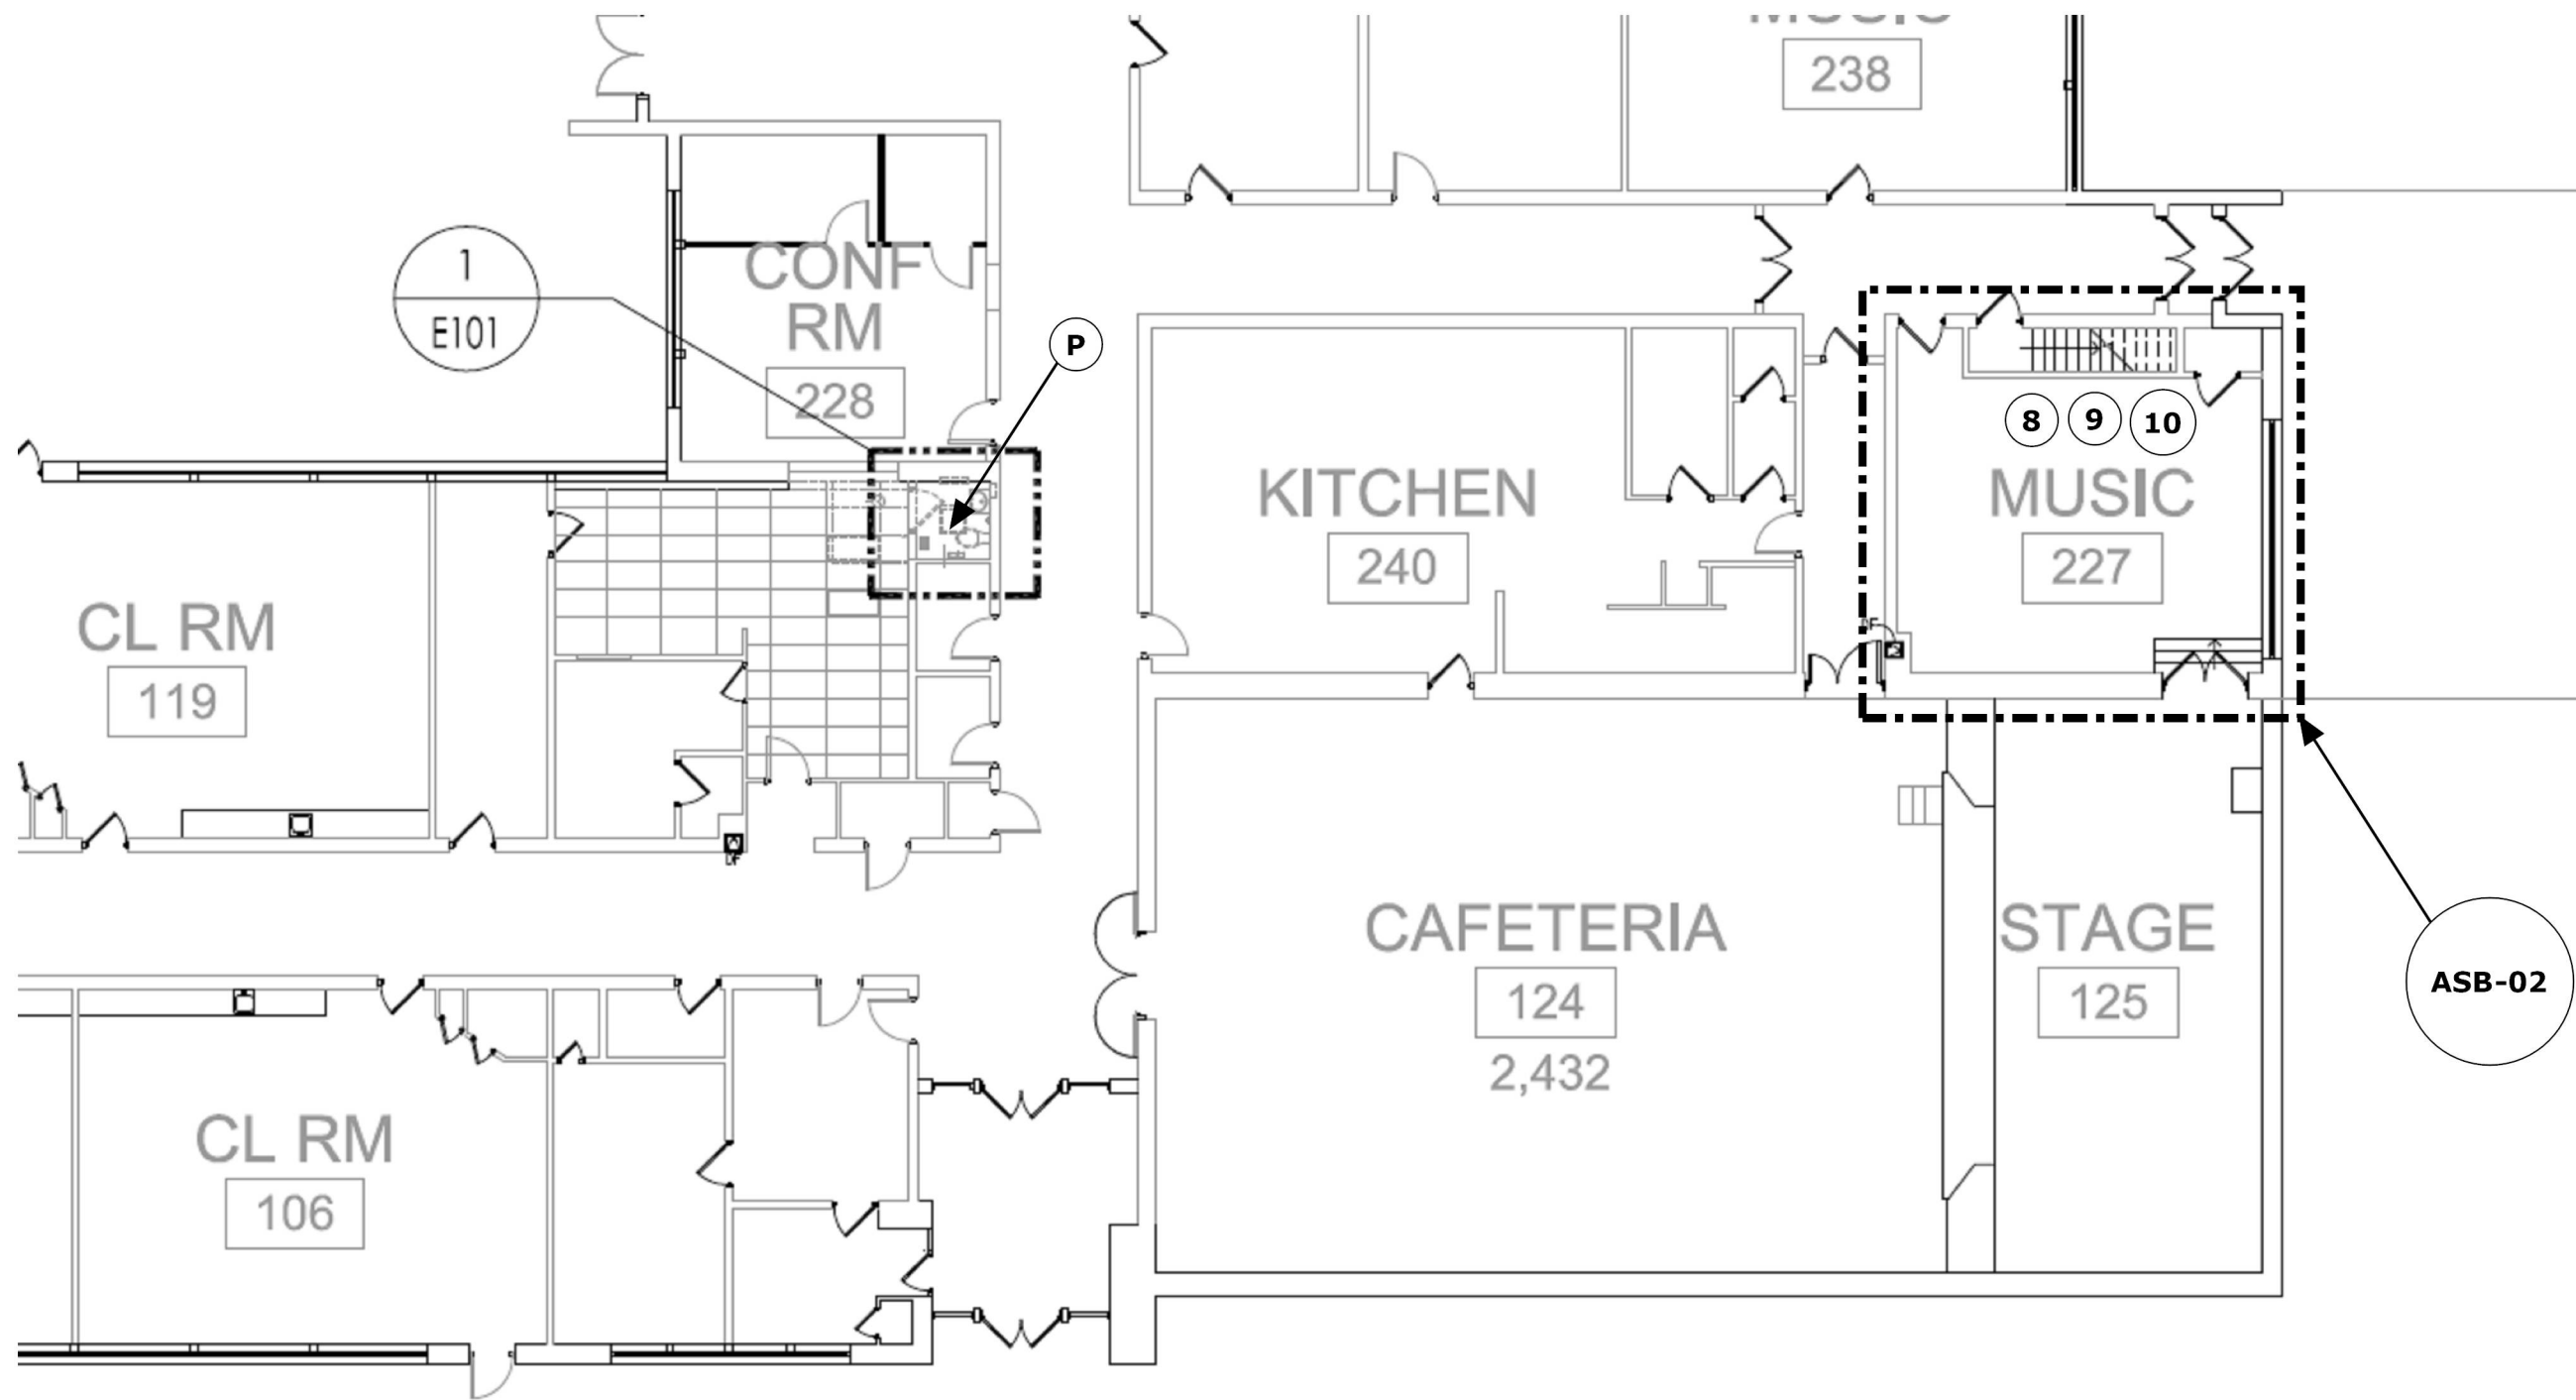 MUSIC
238
1
E101
CONF
RM
228
P
8
9
10
KITCHEN
240
MUSIC
227
CL RM
119
CAFETERIA
124
2,432
STAGE
125
ASB-02
CL RM
106